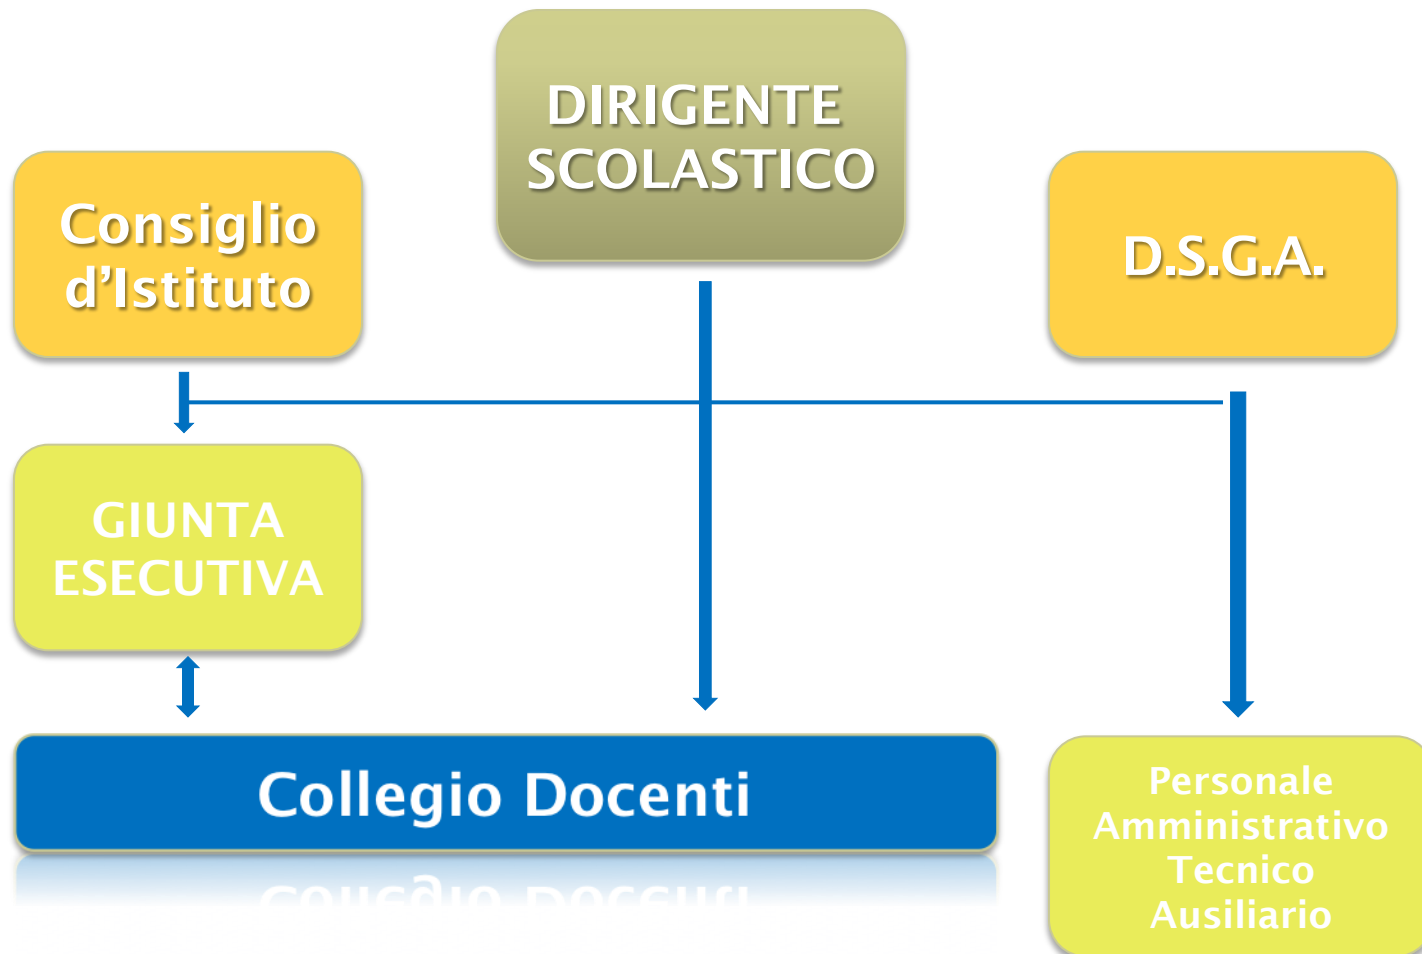 DIRIGENTE
SCOLASTICO
Consiglio
d’Istituto
D.S.G.A.
GIUNTA
ESECUTIVA
Collegio Docenti
Personale
Amministrativo
Tecnico
Ausiliario